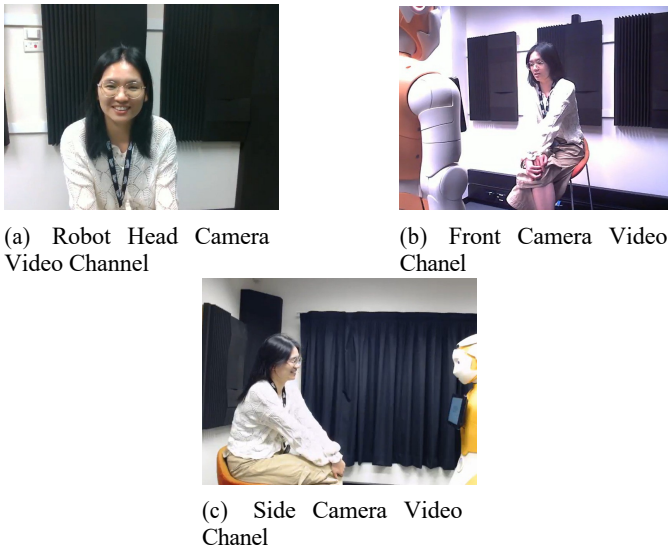 (a) Robot Head Camera
Video Channel
(b) Front Camera Video
Chanel
(c) Side Camera Video
Chanel